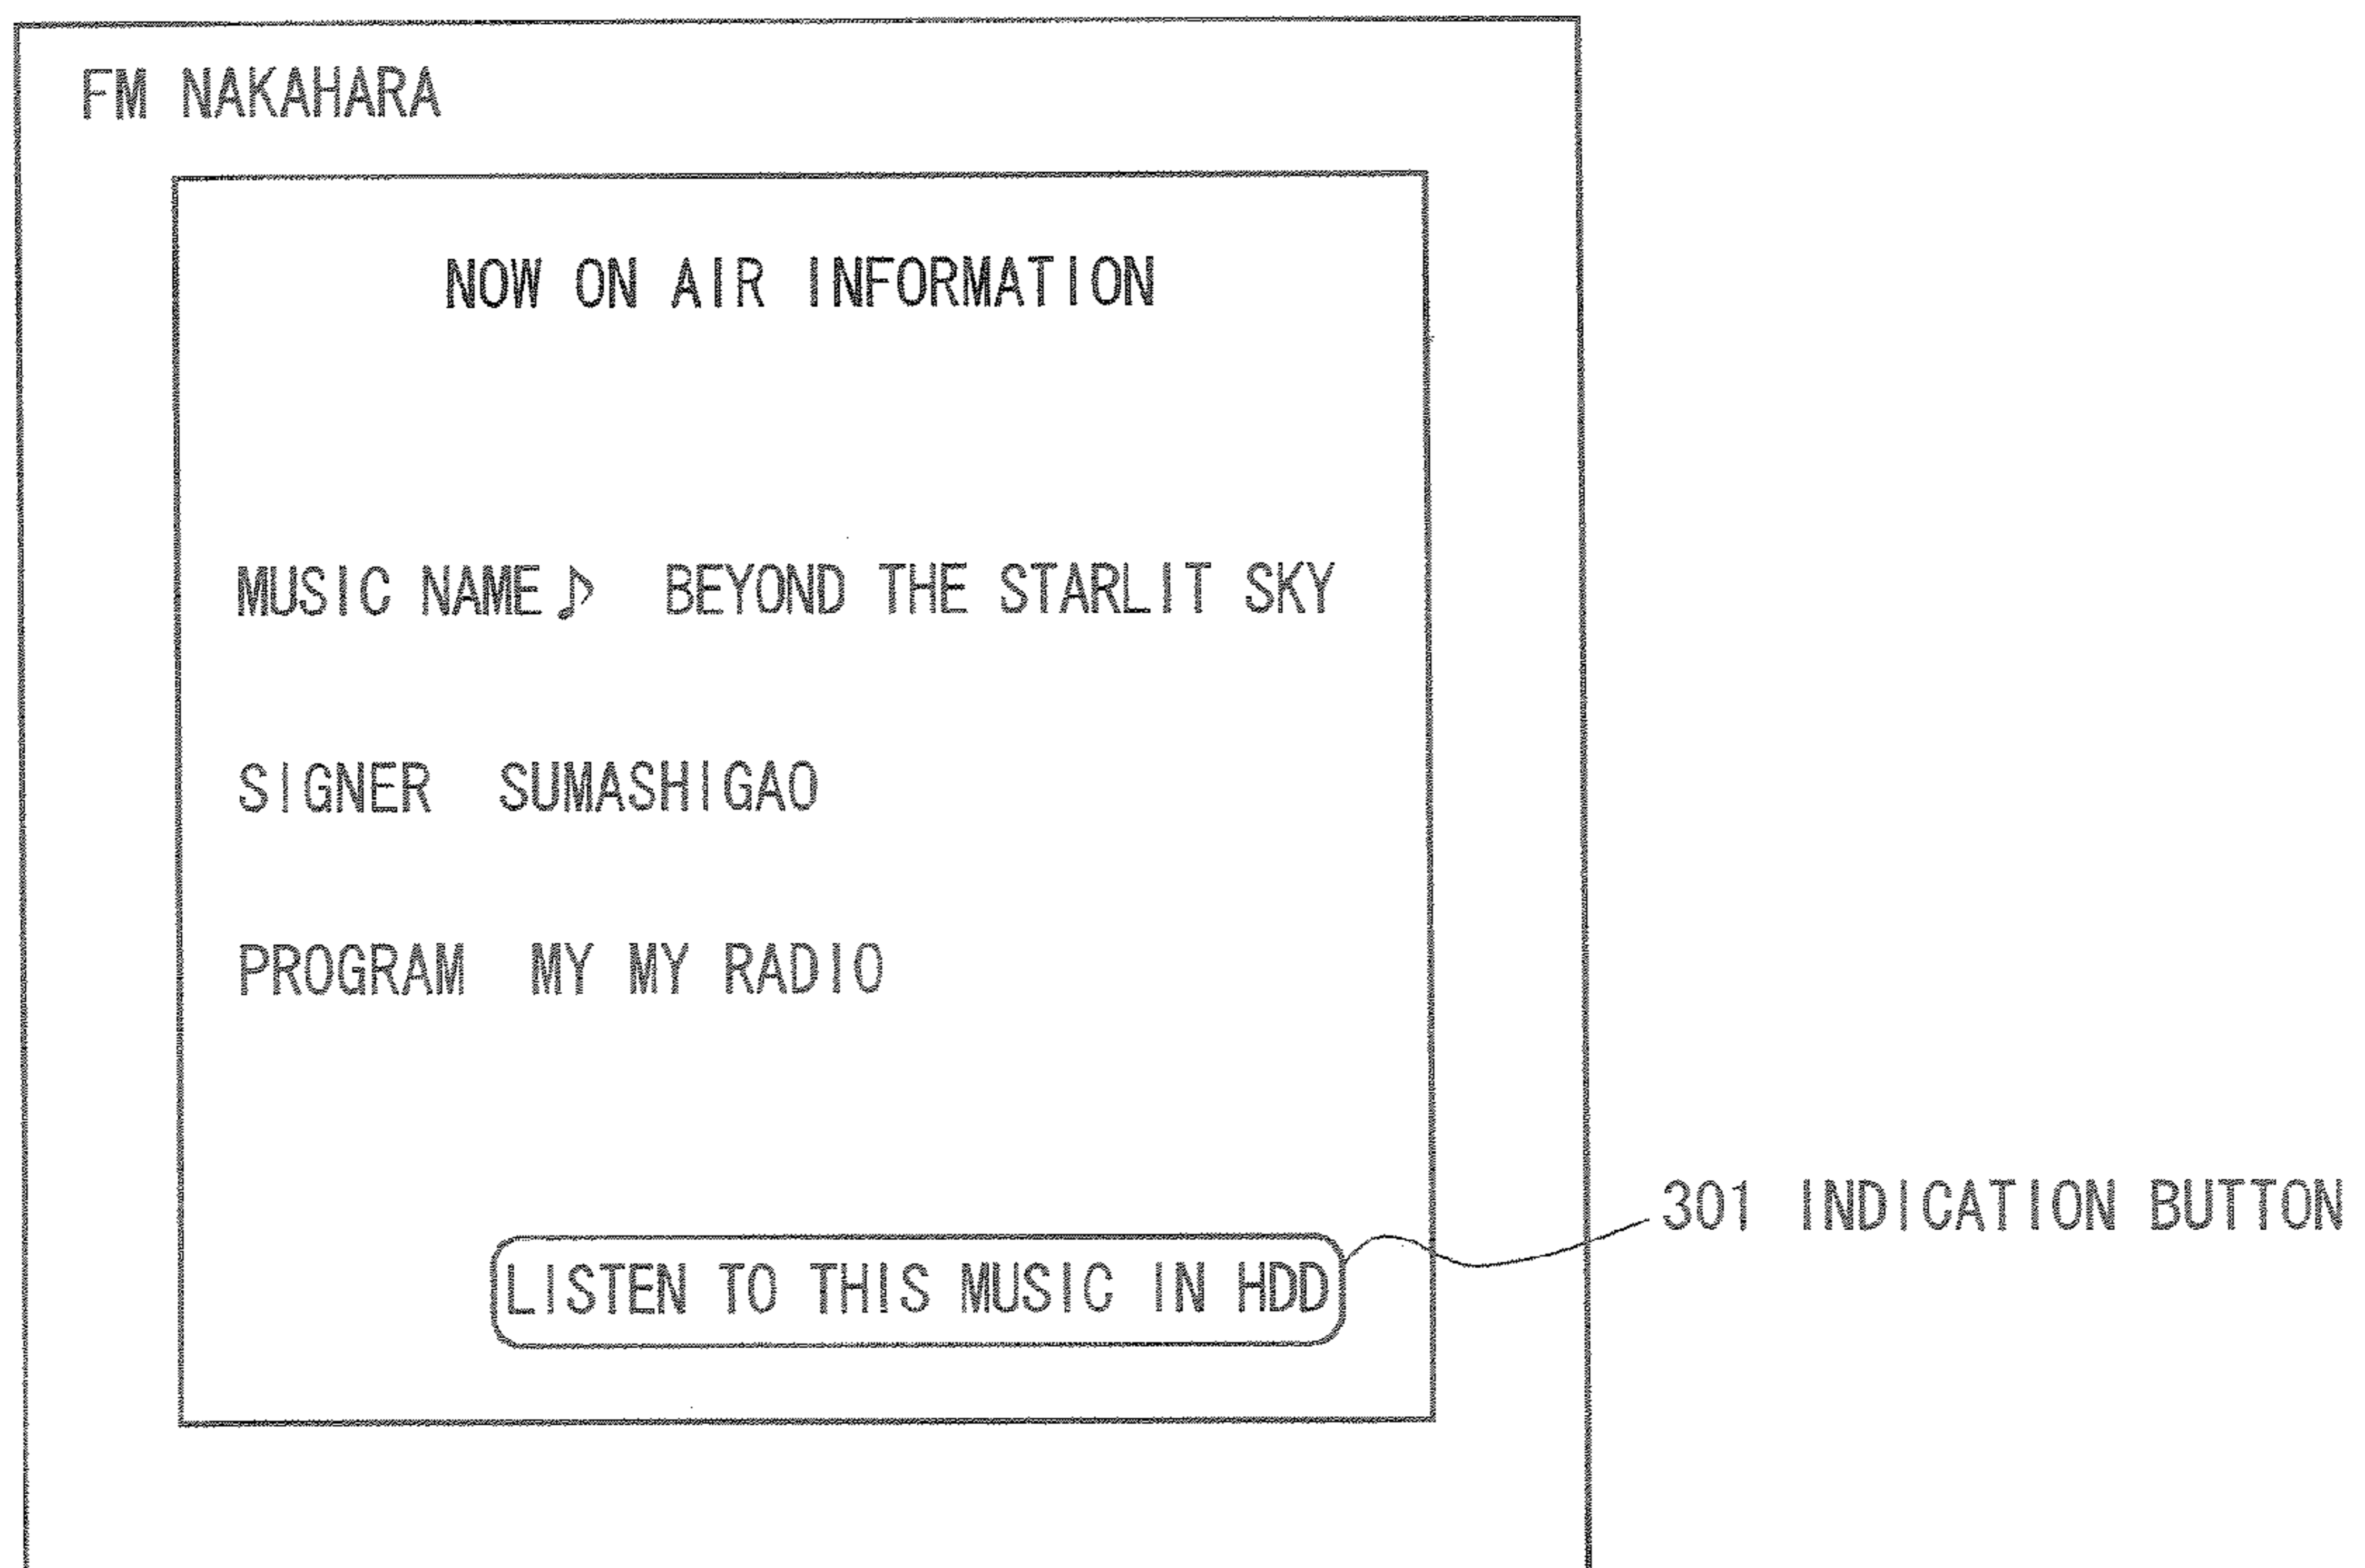 FM NAKAHARA
NOW ON AIR INFORMATION
MUSIC NAME♪ BEYOND THE STARLIT SKY
SIGNER SUMASHIGAO
PROGRAM MY MY RADIO
301 INDICATION BUTTON
LISTEN TO THIS MUSIC IN HDD